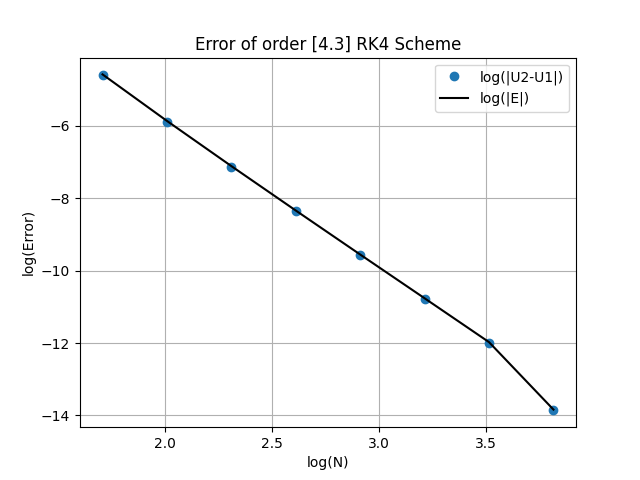 Error of order [4.3] RK4 Scheme
log(|U2-U1|)
log(|E|)
log(Error)
−6
−8
−10
−12
−14
2.0
2.5
3.0
3.5
log(N)